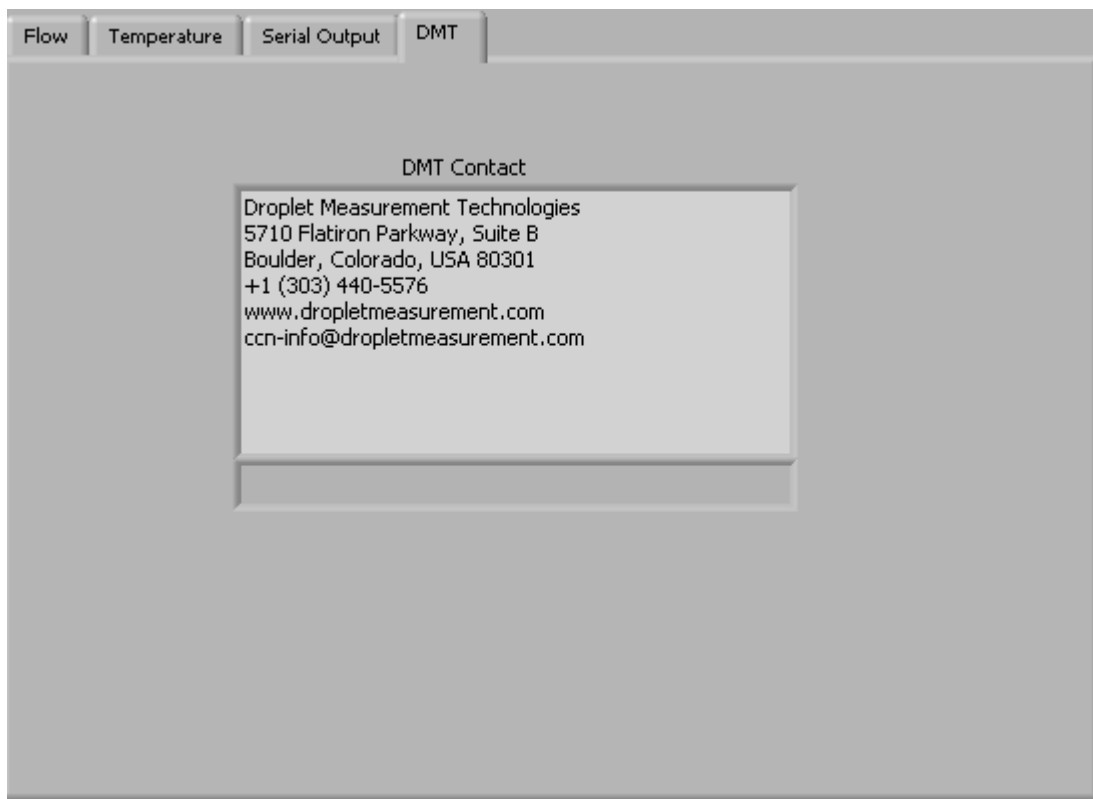 Flow Temperature Serial Output DMT
DMT Contact
Droplet Measurement Technologies
5710 Flatiron Parkway, Suite B
Boulder, Colorado, USA 80301
+1 (303) 440-5576
www.dropletmeasurement.com
ccn-info@dropletmeasurement.com